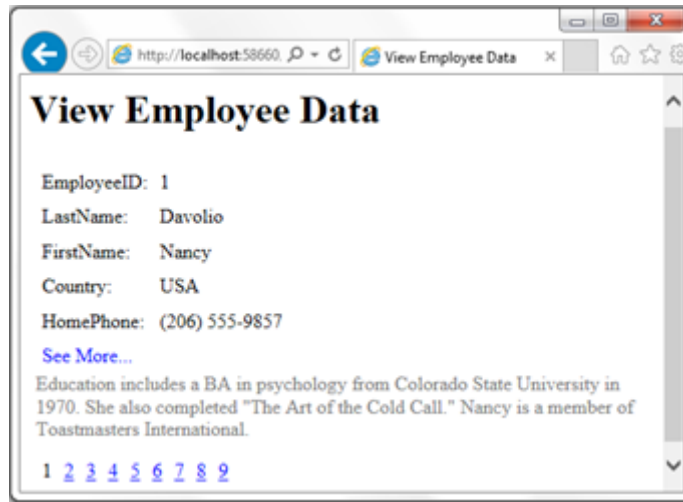 http://localhost:58660
View Employee Data
View Employee Data
EmployeeID: 1
LastName: Davolio
FirstName: Nancy
Country: USA
HomePhone: (206) 555-9857
See More...
Education includes a BA in psychology from Colorado State University in
1970. She also completed "The Art of the Cold Call." Nancy is a member of
Toastmasters International.
1 2 3 4 5 6 7 8 9